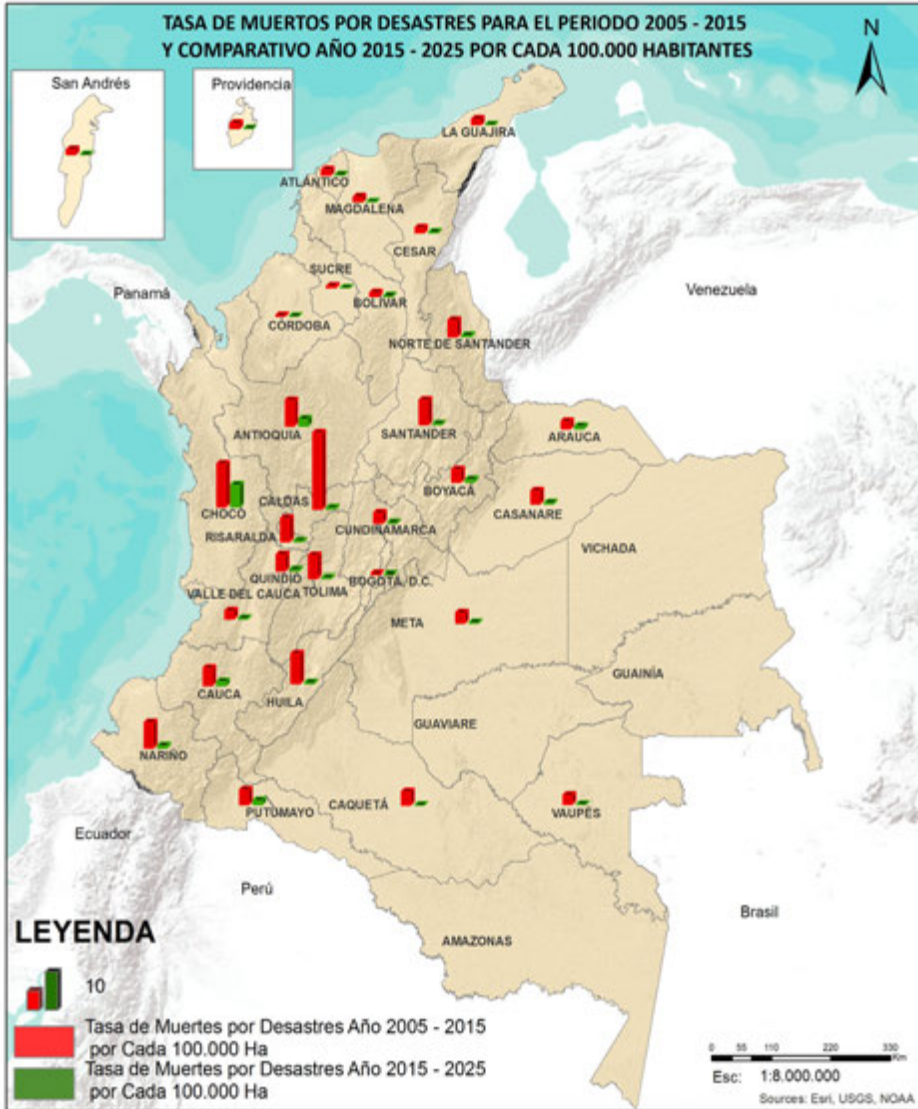 TASA DE MUERTOS POR DESASTRES PARA EL PERIODO 2005 - 2015
Y COMPARATIVO AÑO 2015 - 2025 POR CADA 100.000 HABITANTES
N
San Andrés
Providencia
LA GUAJIRA
ATLÁNTICO
MAGDALENA
CESAR
SUCRE
Panamá
BOLÍVAR
Venezuela
CÓRDOBA
NORTE DE SANTANDER
ANTIOQUIA
SANTANDER
ARAUCA
BOYACÁ
CALDAS
CASANARE
CHOCÓ
CUNDINAMARCA
RISARALDA
VICHADA
QUINDÍO
BOGOTÁ, D.C.
TOLIMA
VALLE DEL CAUCA
META
GUAINÍA
CAUCA
HUILA
GUAVIARE
NARIÑO
CAQUETÁ
PUTUMAYO
VAUPÉS
Ecuador
Perú
Brasil
AMAZONAS
LEYENDA
10
Tasa de Muertes por Desastres Año 2005 - 2015
por Cada 100.000 Ha
Tasa de Muertes por Desastres Año 2015 - 2025
por Cada 100.000 Ha
0 55 110 220 330
Km
Esc: 1:8.000.000
Sources: Esri, USGS, NOAA